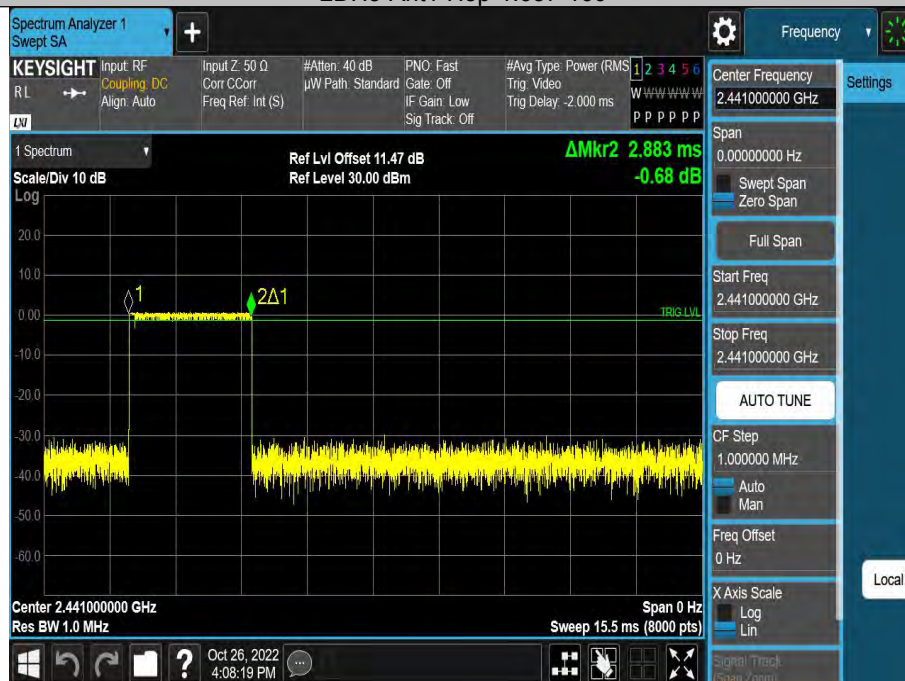 Spectrum Analyzer 1
Swept SA
Frequency
KEYSIGHT
RL
LXI
Input: RF
Coupling: DC
Align: Auto
Input Z: 50 Ω
Corr CCorr
Freq Ref: Int (S)
#Atten: 40 dB
µW Path: Standard
PNO: Fast
Gate: Off
IF Gain: Low
Sig Track: Off
#Avg Type: Power (RMS
Trig: Video
Trig Delay: -2.000 ms
1 2 3 4 5 6
W W W W W W
P P P P P P
1 Spectrum
Scale/Div 10 dB
Ref Lvl Offset 11.47 dB
Ref Level 30.00 dBm
ΔMkr2 2.883 ms
-0.68 dB
Log
20.0
10.0
0.00
-10.0
-20.0
-30.0
-40.0
-50.0
-60.0
1
2Δ1
TRIG LVL
Center 2.441000000 GHz
Res BW 1.0 MHz
Span 0 Hz
Sweep 15.5 ms (8000 pts)
Center Frequency
2.441000000 GHz
Settings
Span
0.00000000 Hz
Swept Span
Zero Span
Full Span
Start Freq
2.441000000 GHz
Stop Freq
2.441000000 GHz
AUTO TUNE
CF Step
1.000000 MHz
Auto
Man
Freq Offset
0 Hz
Local
X Axis Scale
Log
Lin
Signal Track
(Span Zoom)
?
Oct 26, 2022
4:08:19 PM